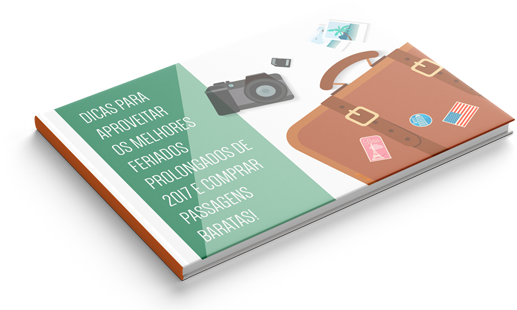 DICAS PARA
APROVEITAR
OS MELHORES
FERIADOS
PROLONGADOS DE
2017 E COMPRAR
PASSAGENS
BARATAS!